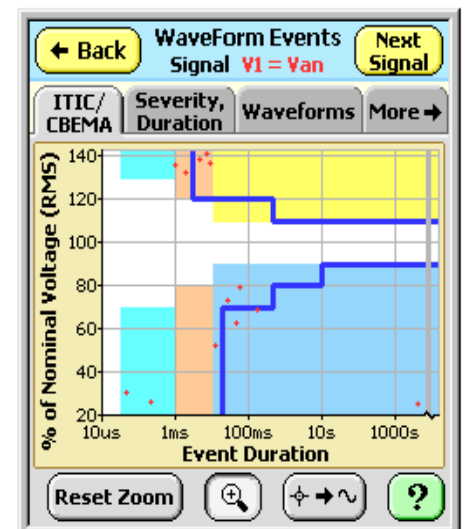 ← Back
WaveForm Events
Signal V1 = Van
Next
Signal
ITIC/
CBEMA
Severity,
Duration
Waveforms
More →
% of Nominal Voltage (RMS)
140
120
100
80
60
40
20
10us 1ms 100ms 10s 1000s
Event Duration
Reset Zoom
?